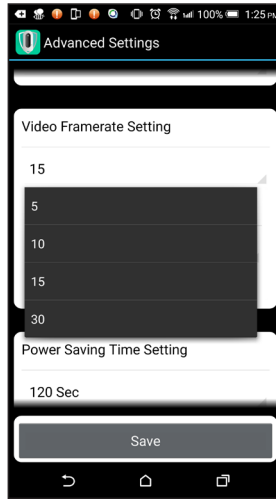 100% 1:25 PM
Advanced Settings
Video Framerate Setting
15
5
10
15
30
Power Saving Time Setting
120 Sec
Save